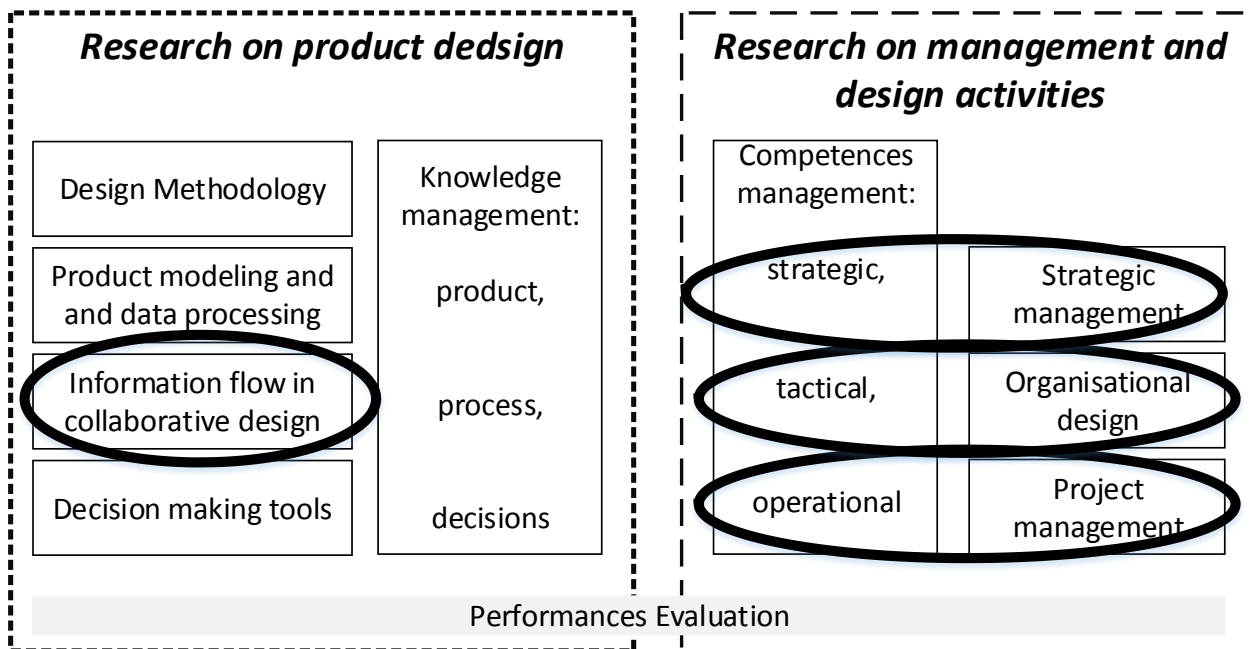 Research on product dedsign
Design Methodology
Product modeling and
and data processing
Information flow in
collaborative design
Decision making tools
Knowledge
management:
product,
process,
decisions
Research on management and
design activities
Competences
management:
strategic,
tactical,
operational
Strategic
management
Organisational
design
Project
management
Performances Evaluation